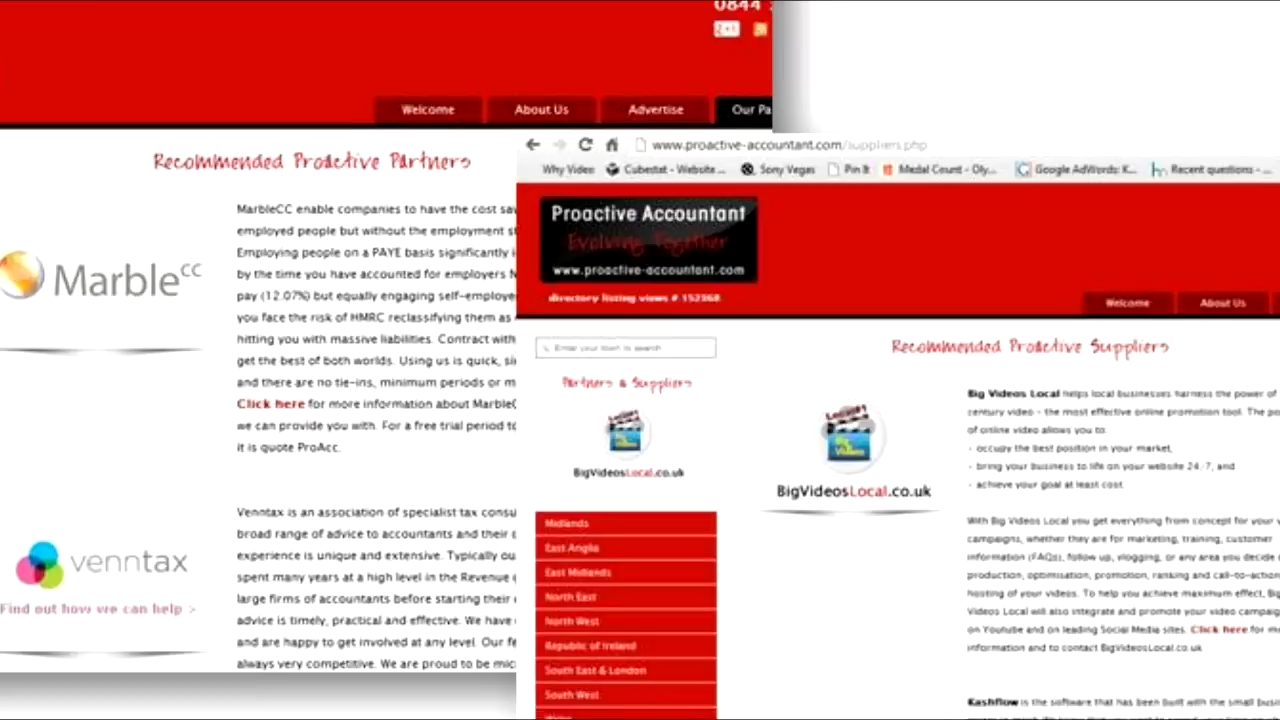 0844
Welcome
About Us
Advertise
Our Pa
Recommended Proactive Partners
MarbleCC enable companies to have the cost sav
employed people but without the employment s
Employing people on a PAYE basis significantly i
by the time you have accounted for employers N
pay (12.07%) but equally engaging self-employe
you face the risk of HMRC reclassifying them as
hitting you with massive liabilities. Contract with
get the best of both worlds. Using us is quick, si
and there are no tie-ins, minimum periods or m
Click here for more information about MarbleC
we can provide you with. For a free trial period to
it is quote ProAcc.
Marble CC
Venntax is an association of specialist tax consu
broad range of advice to accountants and their c
experience is unique and extensive. Typically ou
spent many years at a high level in the Revenue
large firms of accountants before starting their
advice is timely, practical and effective. We have
and are happy to get involved at any level. Our fe
always very competitive. We are proud to be mic
venntax
Find out how we can help >
www.proactive-accountant.com/suppliers.php
Why Video
Cubestat - Website ...
Sony Vegas
Pin It
Medal Count - Oly...
Google AdWords: K...
Recent questions - ...
Proactive Accountant
Evolving Together
www.proactive-accountant.com
directory listing views # 152368
Welcome
About Us
Enter your town to search
Partners & Suppliers
BigVideosLocal.co.uk
Midlands
East Anglia
East Midlands
North East
North West
Republic of Ireland
South East & London
South West
Wales
Recommended Proactive Suppliers
BigVideosLocal.co.uk
Big Videos Local helps local businesses harness the power of
century video - the most effective online promotion tool. The po
of online video allows you to:
- occupy the best position in your market,
- bring your business to life on your website 24/7, and
- achieve your goal at least cost.
With Big Videos Local you get everything from concept for your v
campaigns, whether they are for marketing, training, customer
information (FAQs), follow up, vlogging, or any area you decide
production, optimisation, promotion, ranking and call-to-action
hosting of your videos. To help you achieve maximum effect, Big
Videos Local will also integrate and promote your video campaig
on Youtube and on leading Social Media sites. Click here for m
information and to contact BigVideosLocal.co.uk
Kashflow is the software that has been built with the small busi